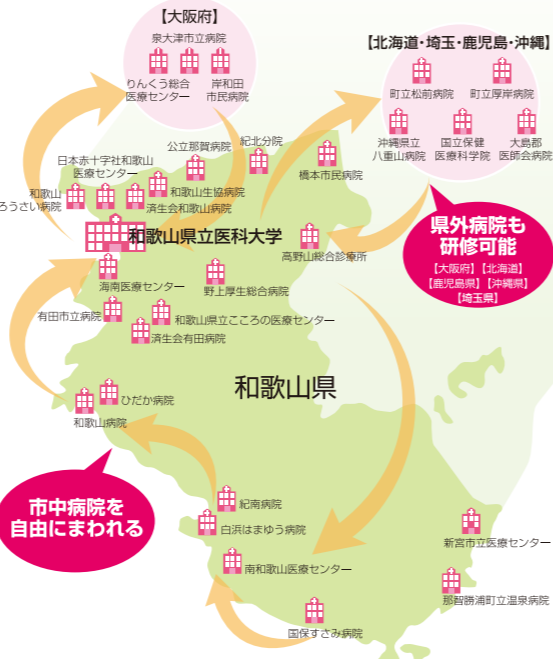 【大阪府】
泉大津市立病院
りんくう総合
医療センター
岸和田
市民病院
【北海道・埼玉・鹿児島・沖縄】
町立松前病院
町立厚岸病院
沖縄県立
八重山病院
国立保健
医療科学院
大島郡
医師会病院
県外病院も
研修可能
【大阪府】【北海道】
【鹿児島県】【沖縄県】
【埼玉県】
公立那賀病院
紀北分院
橋本市民病院
日本赤十字社和歌山
医療センター
和歌山
ろうさい病院
和歌山生協病院
済生会和歌山病院
和歌山県立医科大学
高野山総合診療所
海南医療センター
野上厚生総合病院
有田市立病院
和歌山県立こころの医療センター
済生会有田病院
和歌山県
ひだか病院
和歌山病院
市中病院を
自由にまわれる
紀南病院
白浜はまゆう病院
南和歌山医療センター
新宮市立医療センター
那智勝浦町立温泉病院
国保すさみ病院